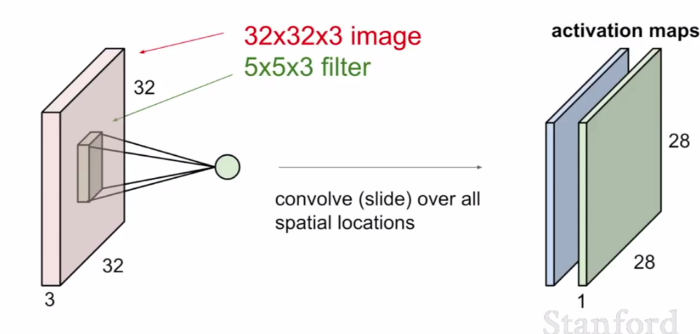 32x32x3 image
5x5x3 filter
activation maps
32
32
3
convolve (slide) over all
spatial locations
28
28
1
Stanford